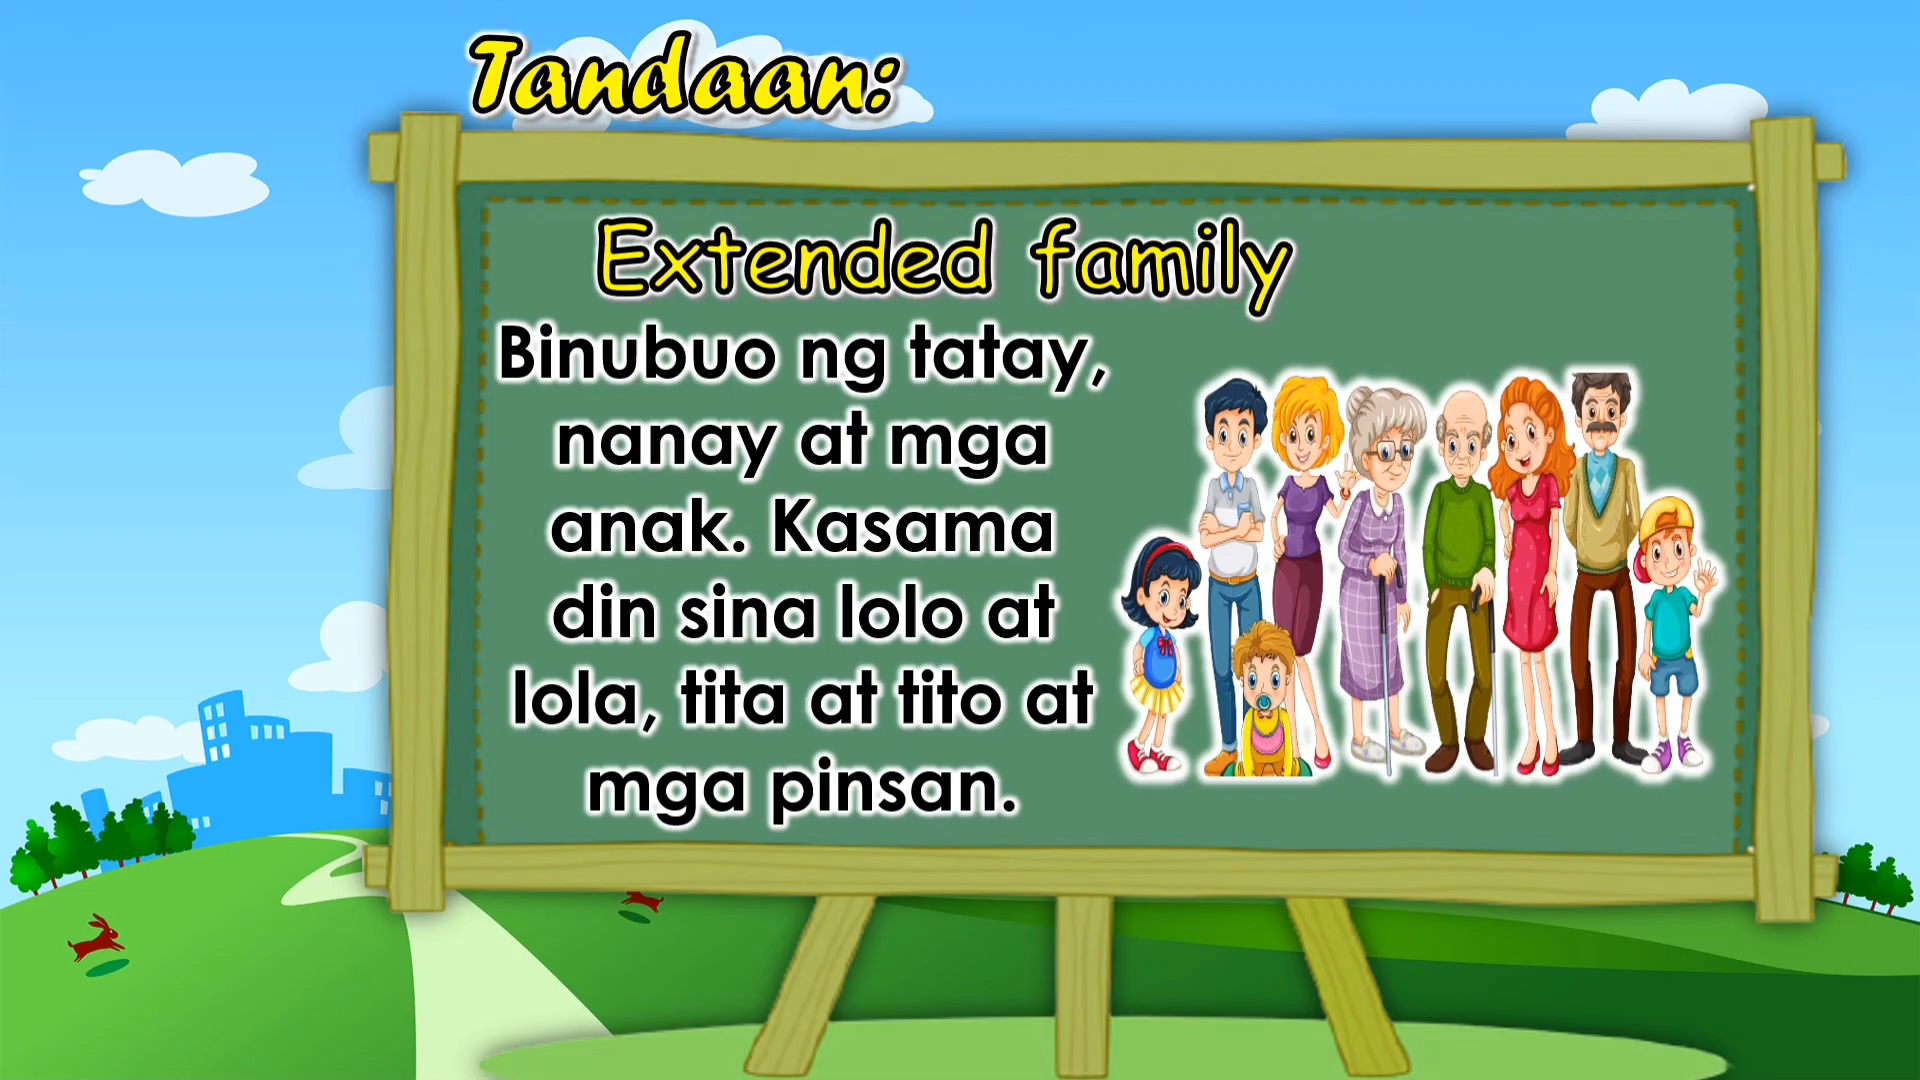 Tandaan:
Extended family
Binubuo ng tatay,
nanay at mga
anak. Kasama
din sina lolo at
lola, tita at tito at
mga pinsan.